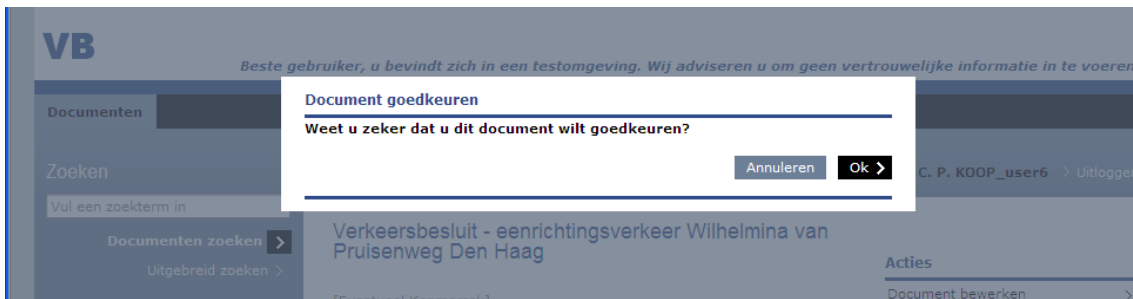 VB
Beste gebruiker, u bevindt zich in een testomgeving. Wij adviseren u om geen vertrouwelijke informatie in te voeren
Documenten
Document goedkeuren
Weet u zeker dat u dit document wilt goedkeuren?
Annuleren Ok >
Zoeken
C. P. KOOP_user6 > Uitlogge
Vul een zoekterm in
Documenten zoeken >
Uitgebreid zoeken >
Verkeersbesluit - eenrichtingsverkeer Wilhelmina van
Pruisenweg Den Haag
Acties
Document bewerken >